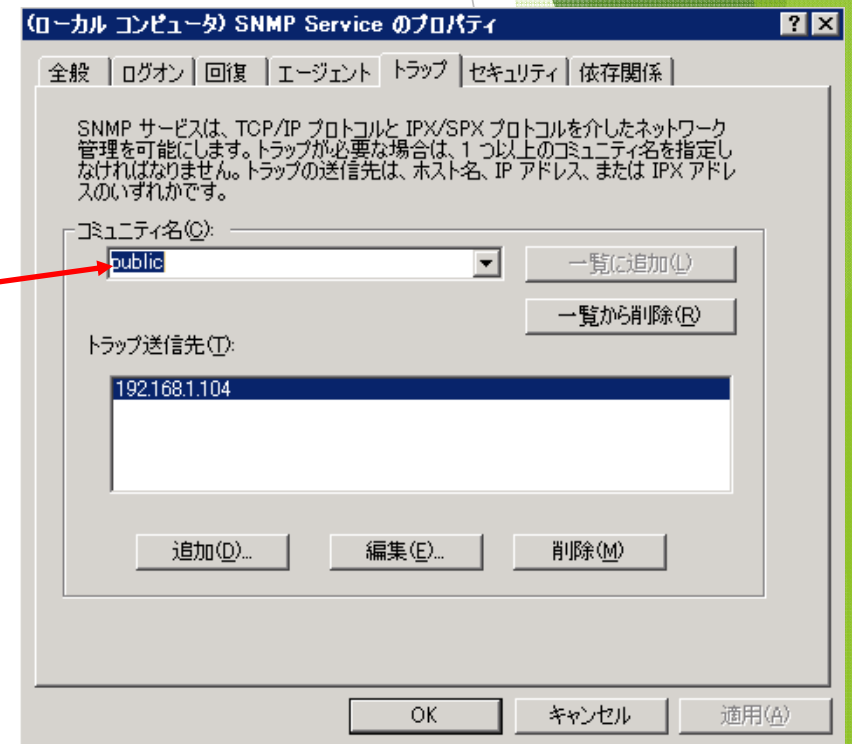 (ローカル コンピュータ) SNMP Service のプロパティ
全般 ログオン 回復 エージェント トラップ セキュリティ 依存関係
SNMP サービスは、TCP/IP プロトコルと IPX/SPX プロトコルを介したネットワーク
管理を可能にします。トラップが必要な場合は、1 つ以上のコミュニティ名を指定し
なければなりません。トラップの送信先は、ホスト名、IP アドレス、または IPX アドレ
スのいずれかです。
コミュニティ名(C):
public
一覧に追加(L)
一覧から削除(R)
トラップ送信先(T):
192.168.1.104
追加(D)... 編集(E)... 削除(M)
OK キャンセル 適用(A)